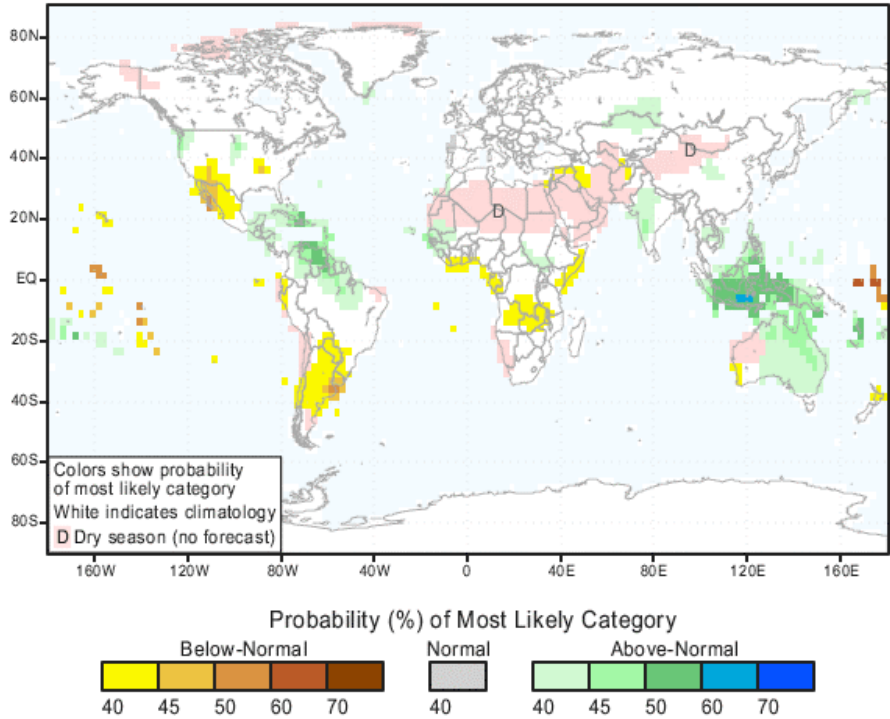 80N
60N
40N
20N
EQ
20S
40S
60S
80S
D
D
Colors show probability
of most likely category
White indicates climatology
D Dry season (no forecast)
160W 120W 80W 40W 0 40E 80E 120E 160E
Probability (%) of Most Likely Category
Below-Normal Normal Above-Normal
40 45 50 60 70 40 40 45 50 60 70